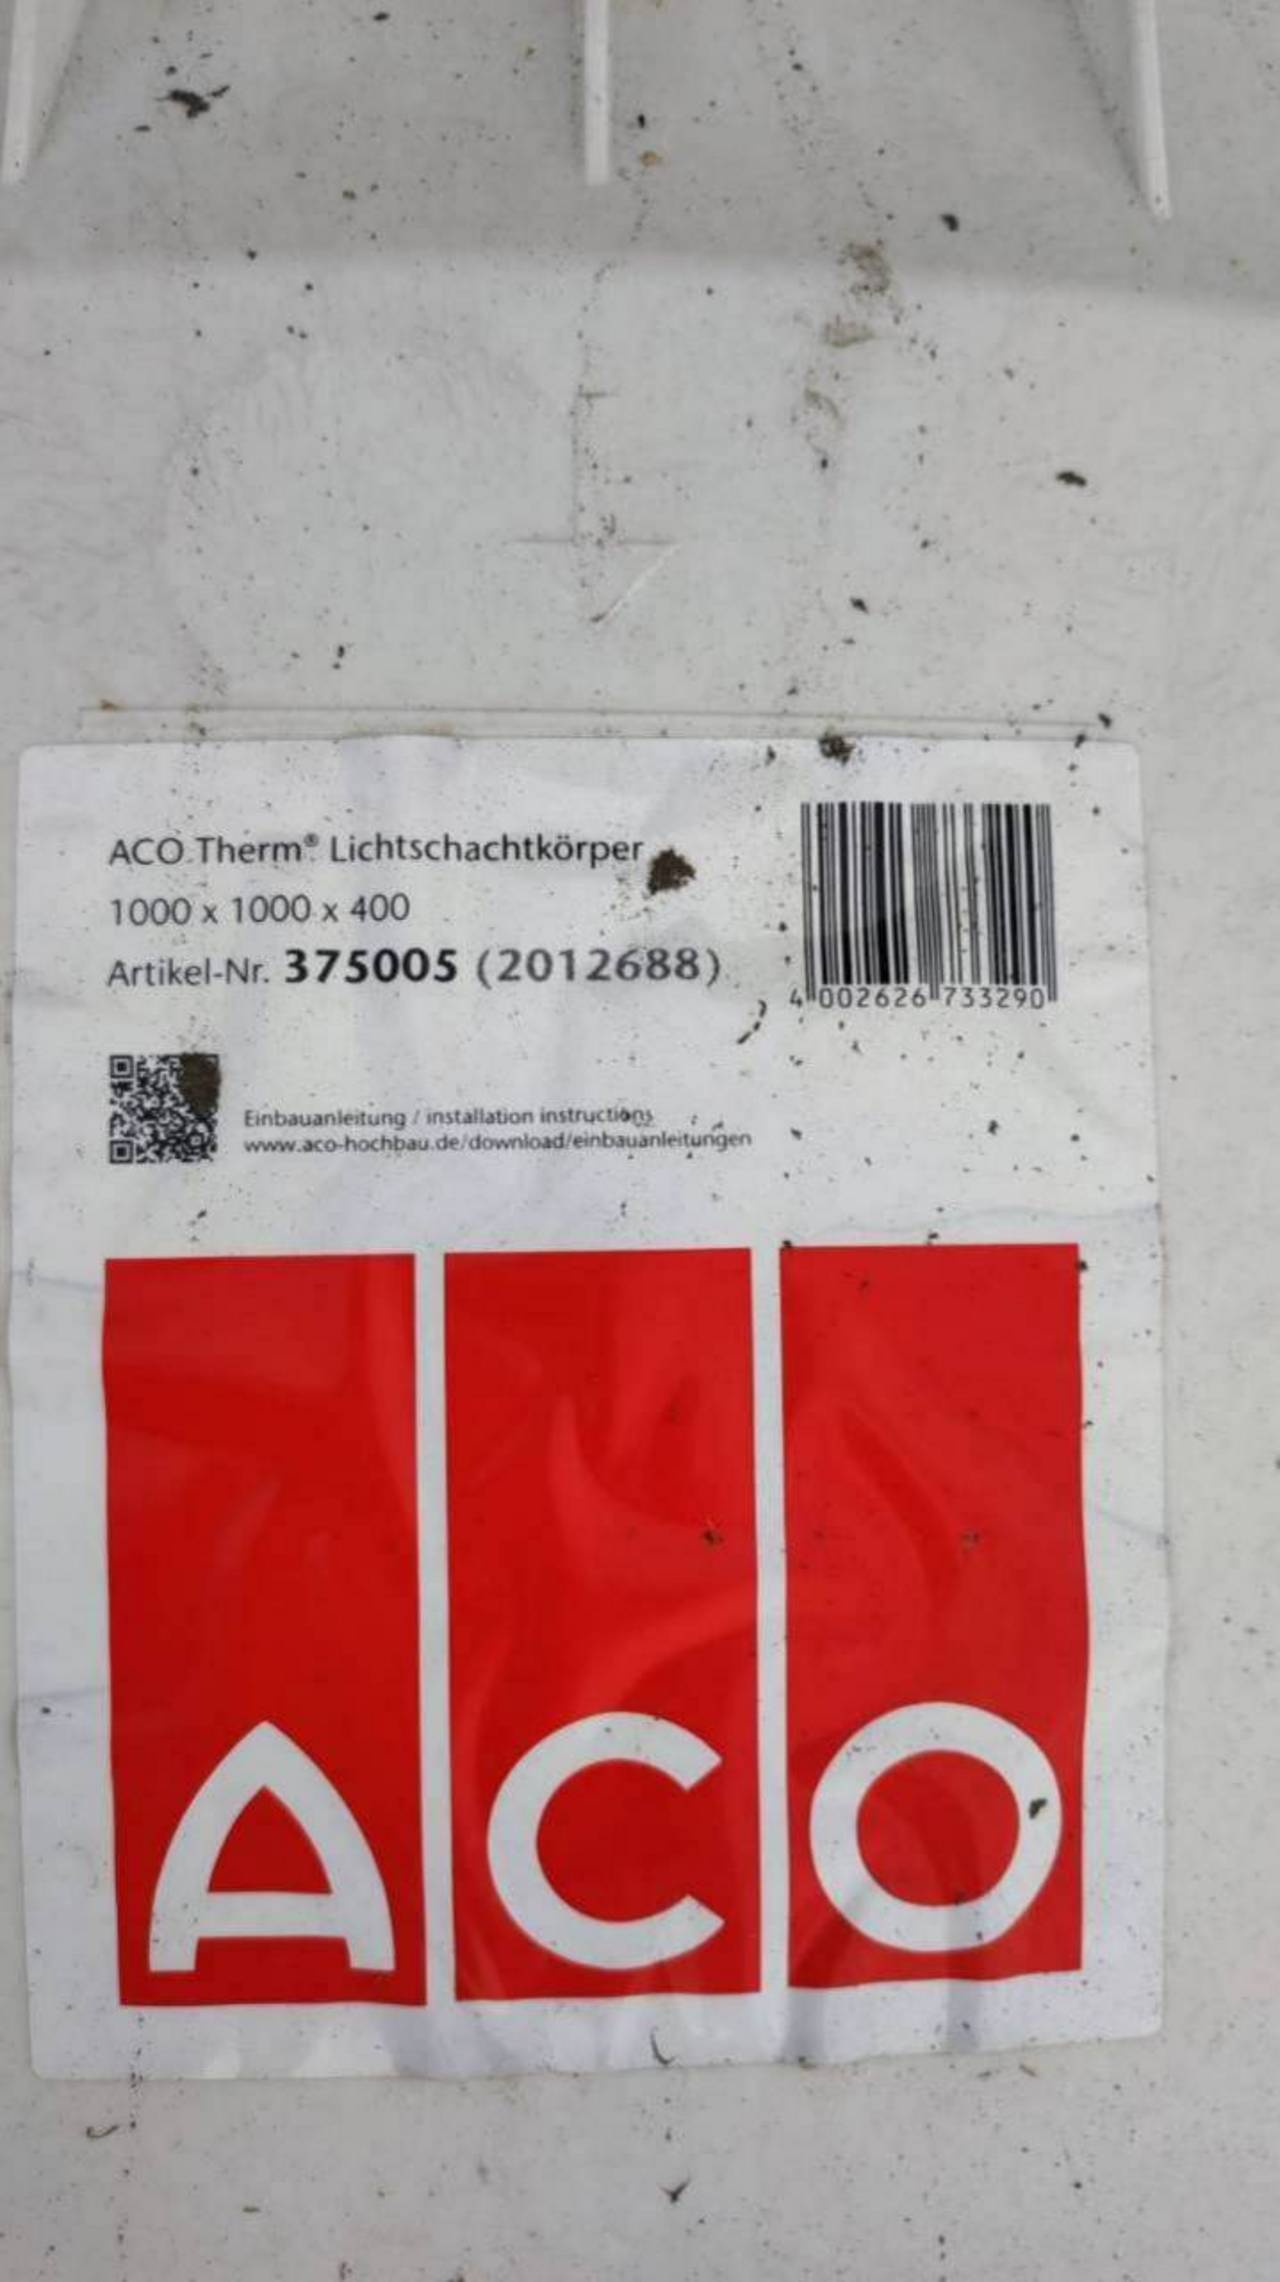 ACO Therm® Lichtschachtkörper
1000 x 1000 x 400
Artikel-Nr. 375005 (2012688)
4 002626 733290
Einbauanleitung / installation instructions
www.aco-hochbau.de/download/einbauanleitungen
ACO